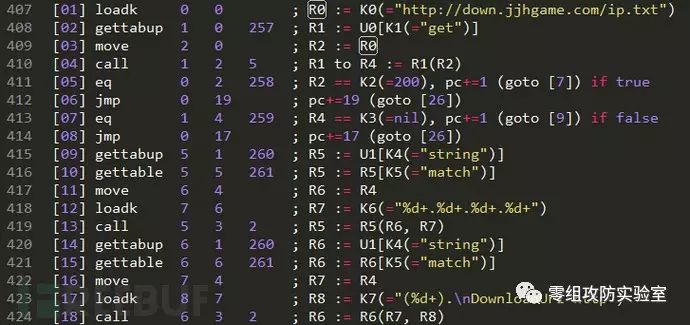 407 [01] loadk 0 0 ; R0 := K0(="http://down.jjhgame.com/ip.txt")
408 [02] gettabup 1 0 257 ; R1 := U0[K1(="get")]
409 [03] move 2 0 ; R2 := R0
410 [04] call 1 2 5 ; R1 to R4 := R1(R2)
411 [05] eq 0 2 258 ; R2 == K2(=200), pc+=1 (goto [7]) if true
412 [06] jmp 0 19 ; pc+=19 (goto [26])
413 [07] eq 1 4 259 ; R4 == K3(=nil), pc+=1 (goto [9]) if false
414 [08] jmp 0 17 ; pc+=17 (goto [26])
415 [09] gettabup 5 1 260 ; R5 := U1[K4(="string")]
416 [10] gettable 5 5 261 ; R5 := R5[K5(="match")]
417 [11] move 6 4 ; R6 := R4
418 [12] loadk 7 6 ; R7 := K6(="%d+.%d+.%d+.%d+")
419 [13] call 5 3 2 ; R5 := R5(R6, R7)
420 [14] gettabup 6 1 260 ; R6 := U1[K4(="string")]
421 [15] gettable 6 6 261 ; R6 := R6[K5(="match")]
422 [16] move 7 4 ; R7 := R4
423 [17] loadk 8 7 ; R8 := K7(="(%d+).\nDownload
424 [18] call 6 3 2 ; R6 := R6(R7, R8)
零组攻防实验室